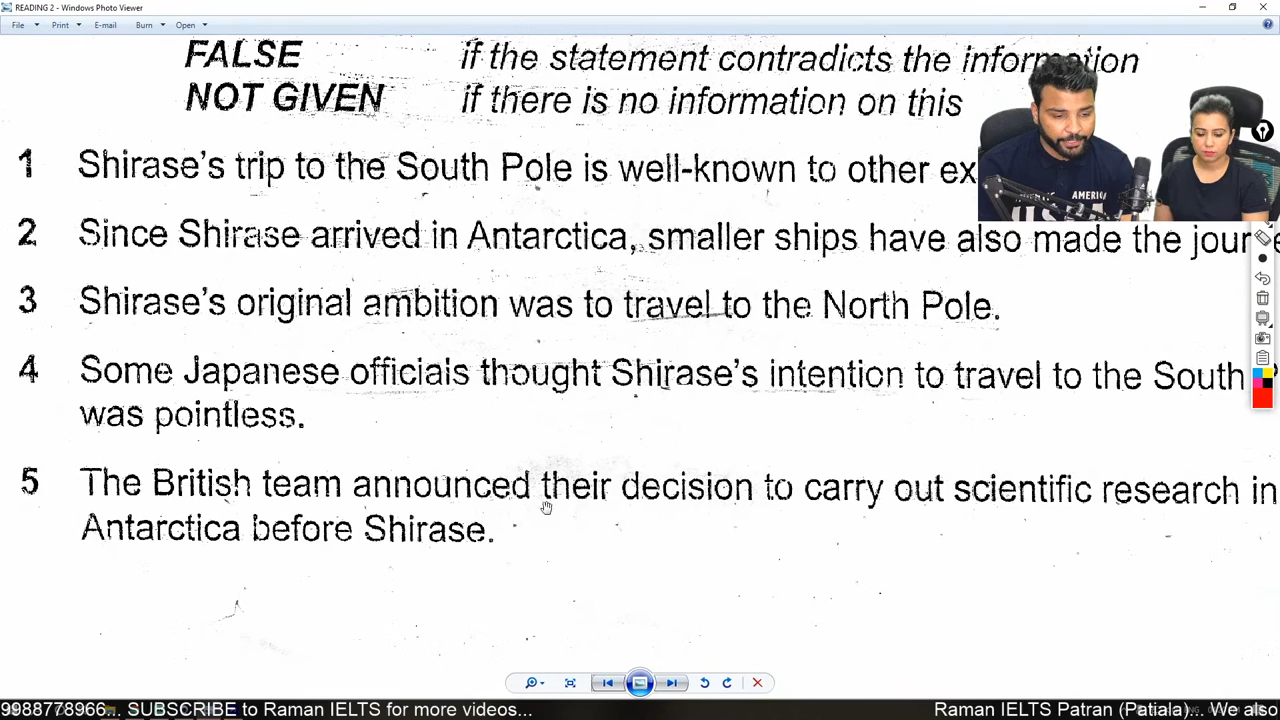 READING 2 - Windows Photo Viewer
File Print E-mail Burn Open
FALSE if the statement contradicts the information
NOT GIVEN if there is no information on this
1 Shirase's trip to the South Pole is well-known to other ex
AMERICA
2 Since Shirase arrived in Antarctica, smaller ships have also made the jour
3 Shirase's original ambition was to travel to the North Pole.
4 Some Japanese officials thought Shirase's intention to travel to the South
was pointless.
5 The British team announced their decision to carry out scientific research in
Antarctica before Shirase.
9988778966... SUBSCRIBE to Raman IELTS for more videos... Raman IELTS Patran (Patiala)... We also